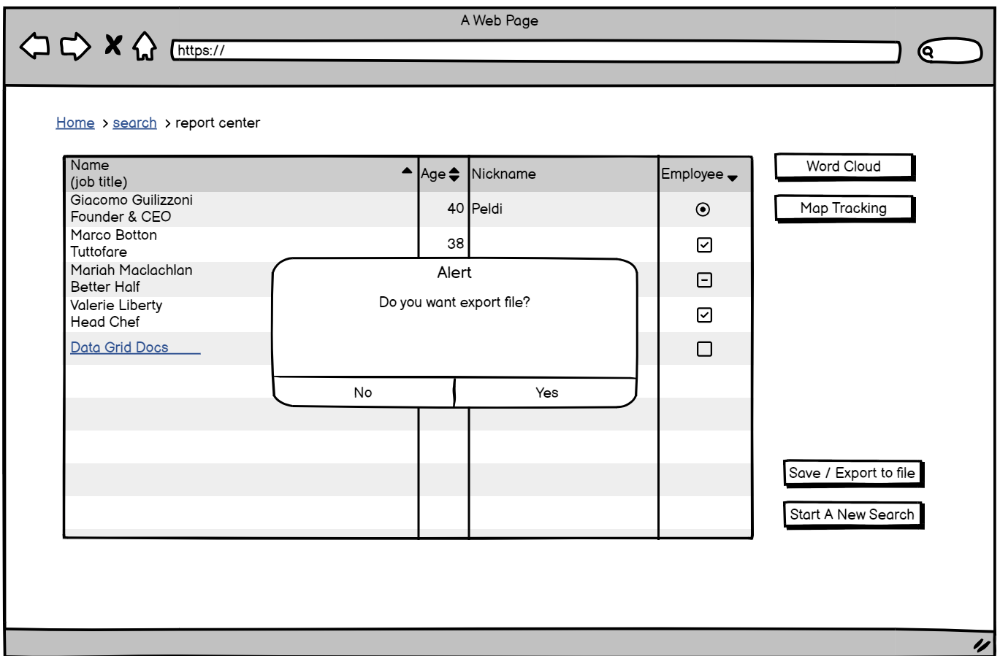 A Web Page
https://
Home > search > report center
Name
(job title)
Age
Nickname
Employee
Giacomo Guilizzoni
Founder & CEO
40
Peldi
Marco Botton
Tuttofare
38
Mariah Maclachlan
Better Half
Valerie Liberty
Head Chef
Data Grid Docs
Alert
Do you want export file?
No
Yes
Word Cloud
Map Tracking
Save / Export to file
Start A New Search